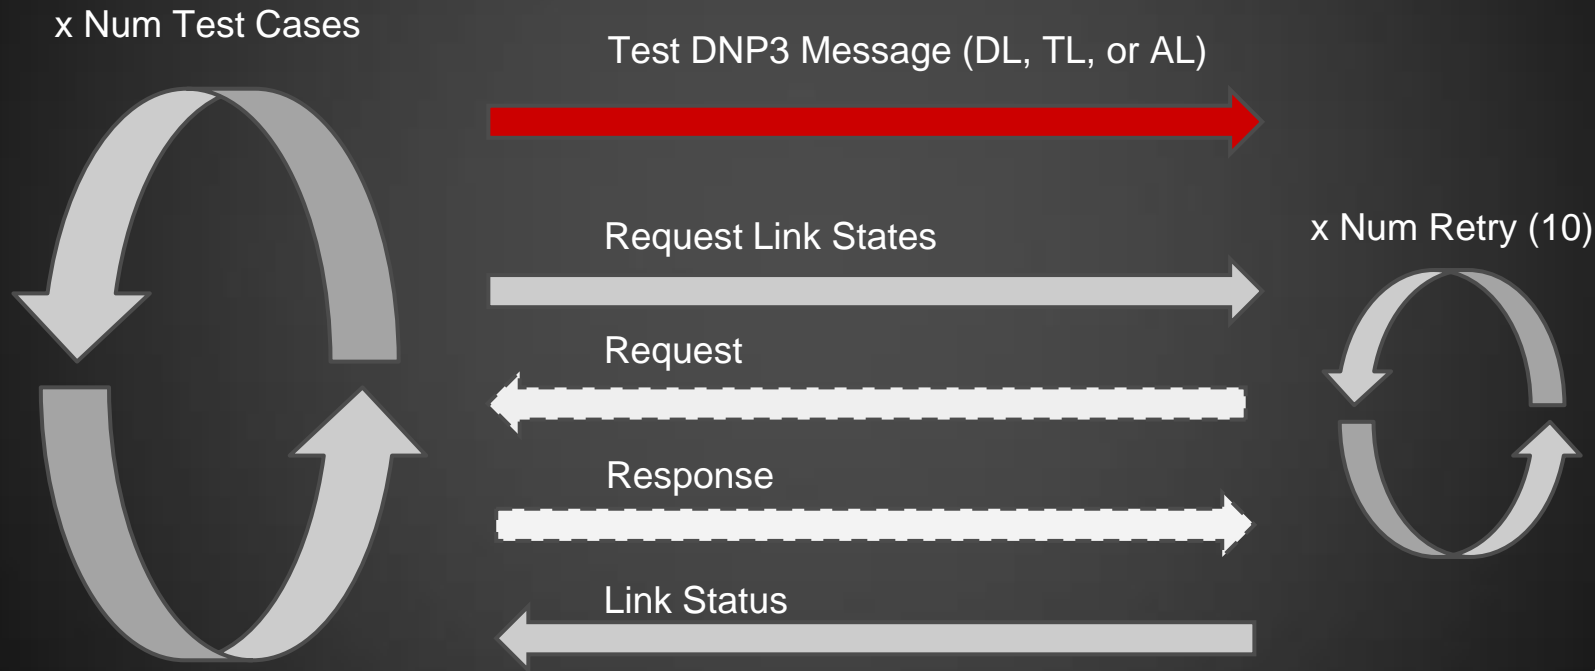 x Num Test Cases
Test DNP3 Message (DL, TL, or AL)
Request Link States
x Num Retry (10)
Request
Response
Link Status